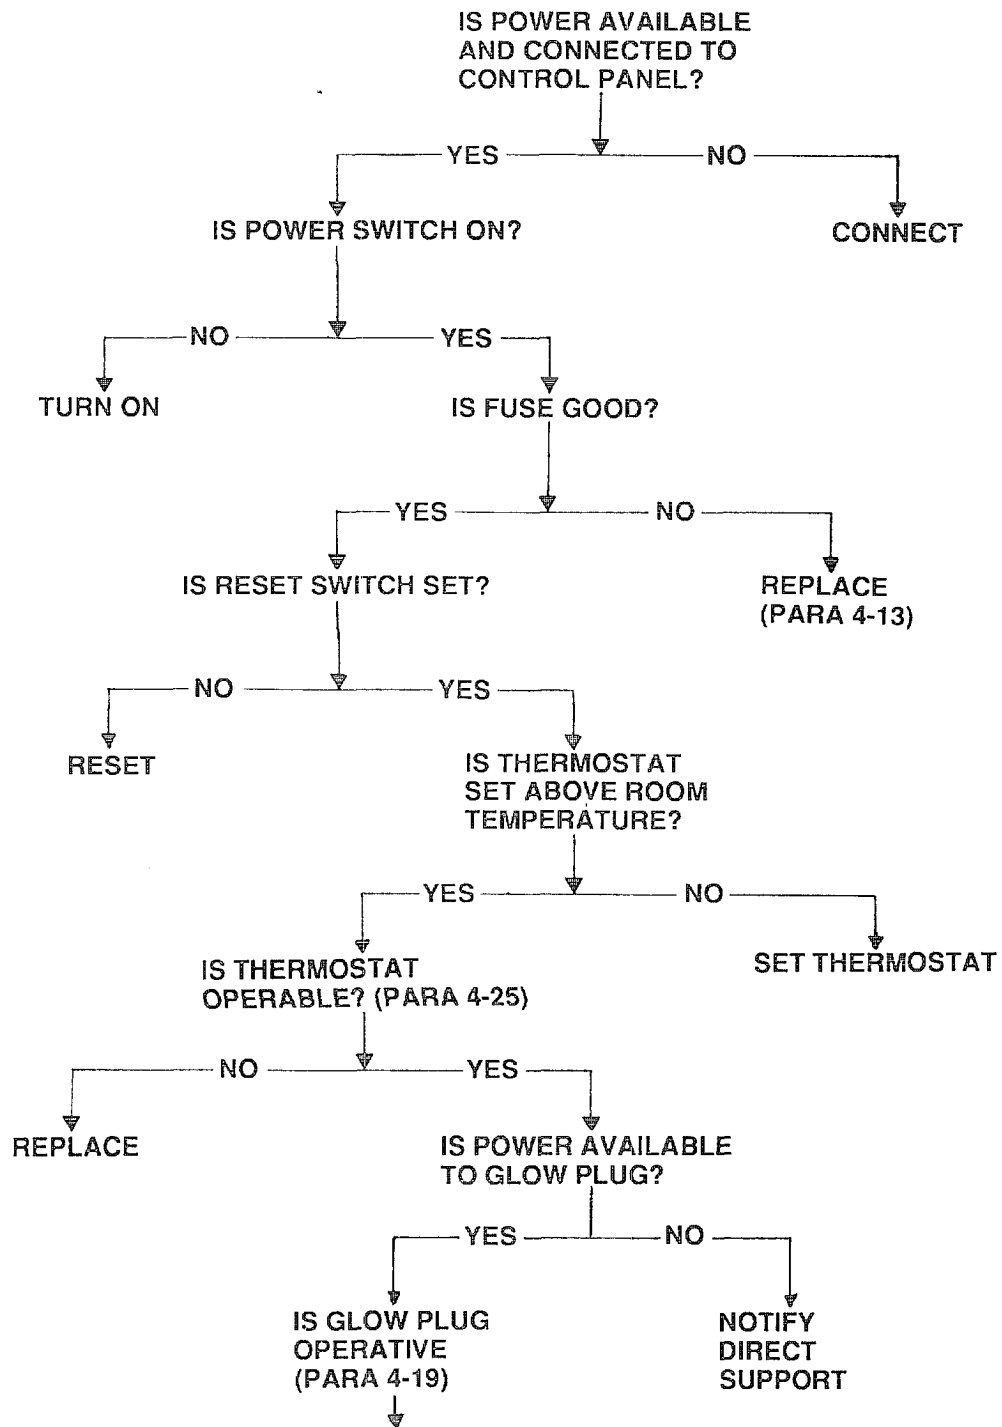 IS POWER AVAILABLE
AND CONNECTED TO
CONTROL PANEL?
YES
NO
IS POWER SWITCH ON?
CONNECT
NO
YES
TURN ON
IS FUSE GOOD?
YES
NO
IS RESET SWITCH SET?
REPLACE
(PARA 4-13)
NO
YES
RESET
IS THERMOSTAT
SET ABOVE ROOM
TEMPERATURE?
YES
NO
IS THERMOSTAT
OPERABLE? (PARA 4-25)
SET THERMOSTAT
NO
YES
REPLACE
IS POWER AVAILABLE
TO GLOW PLUG?
YES
NO
IS GLOW PLUG
OPERATIVE
(PARA 4-19)
NOTIFY
DIRECT
SUPPORT